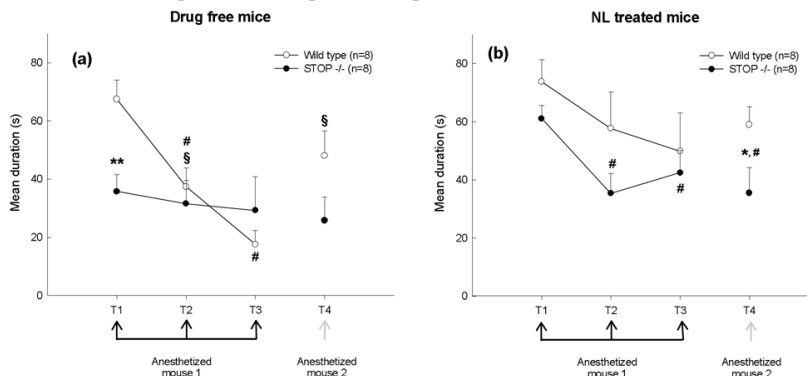 Drug free mice
(a)
Wild type (n=8)
STOP -/- (n=8)
Mean duration (s)
80
60
40
20
0
**
#
§
#
§
T1
T2
T3
T4
Anesthetized
mouse 1
Anesthetized
mouse 2
NL treated mice
(b)
Wild type (n=8)
STOP -/- (n=8)
Mean duration (s)
80
60
40
20
0
#
#
*,#
T1
T2
T3
T4
Anesthetized
mouse 1
Anesthetized
mouse 2